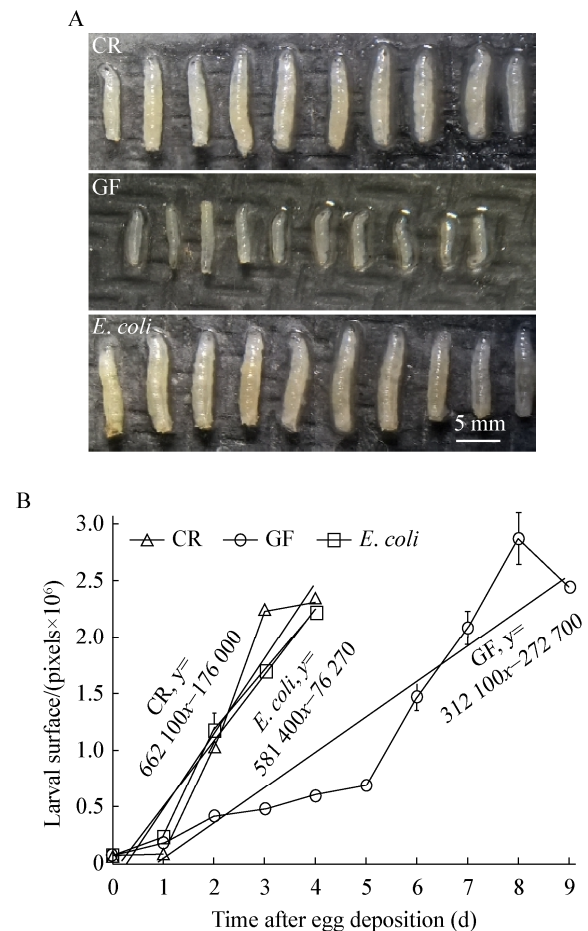 A
CR
GF
E. coli
5 mm
B
CR GF E. coli
3.0
2.5
2.0
1.5
1.0
0.5
0
Larval surface/(pixels×10⁶)
CR, y=
662 100x−176 000
E. coli, y=
581 400x−76 270
GF, y=
312 100x−272 700
0 1 2 3 4 5 6 7 8 9
Time after egg deposition (d)